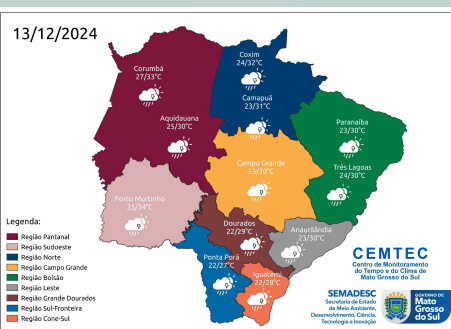 13/12/2024
Corumbá
27/33°C
Coxim
24/32°C
Camapuã
23/31°C
Aquidauana
25/30°C
Paranaíba
23/30°C
Campo Grande
23/30°C
Três Lagoas
24/30°C
Porto Murtinho
25/34°C
Dourados
22/29°C
Anaurilândia
23/30°C
Ponta Porã
22/27°C
Iguatemi
22/28°C
Legenda:
Região Pantanal
Região Sudoeste
Região Norte
Região Campo Grande
Região Bolsão
Região Leste
Região Grande Dourados
Região Sul-Fronteira
Região Cone-Sul
CEMTEC
Centro de Monitoramento
do Tempo e do Clima de
Mato Grosso do Sul
SEMADESC
Secretaria de Estado
de Meio Ambiente,
Desenvolvimento, Ciência,
Tecnologia e Inovação
GOVERNO DE
Mato
Grosso
do Sul